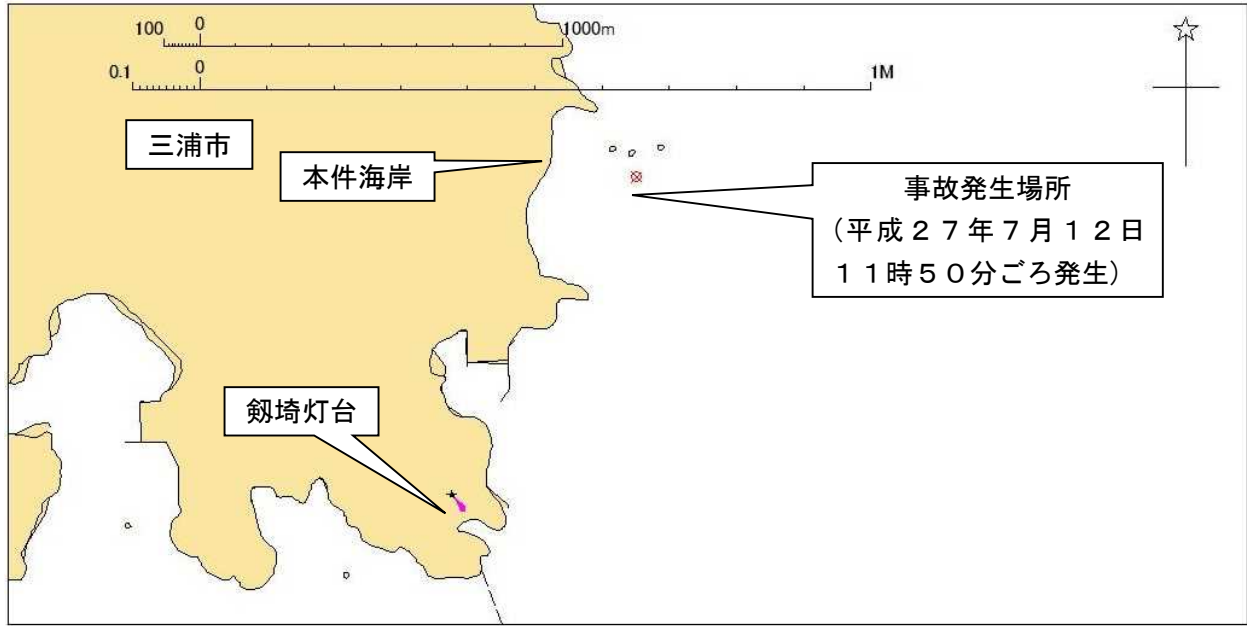 100 0 1000m
0.1 0 1M
三浦市
本件海岸
事故発生場所
(平成27年7月12日
11時50分ごろ発生)
剱埼灯台